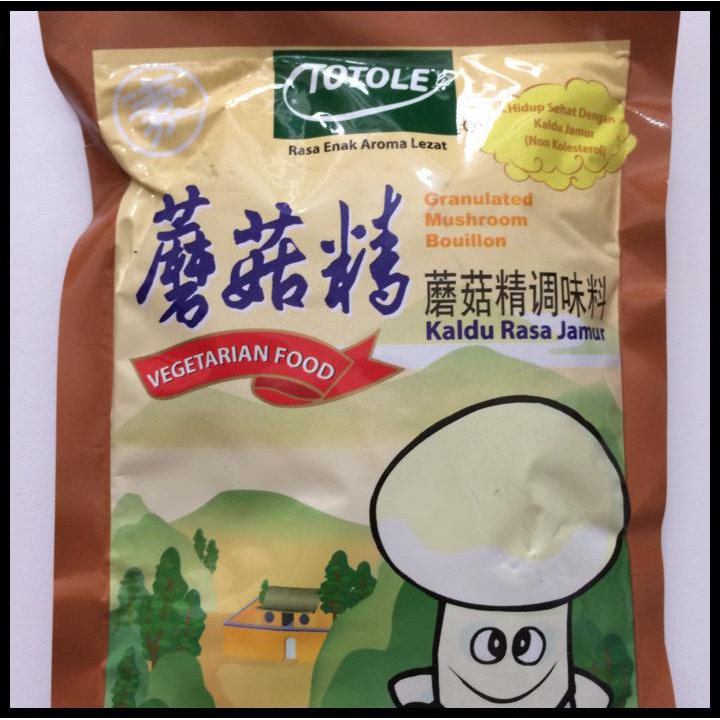 TOTOLE
Rasa Enak Aroma Lezat
Hidup Sehat Dengan
Kaldu Jamur
(Non Kolesterol)
蘑菇精
Granulated
Mushroom
Bouillon
蘑菇精调味料
Kaldu Rasa Jamur
VEGETARIAN FOOD